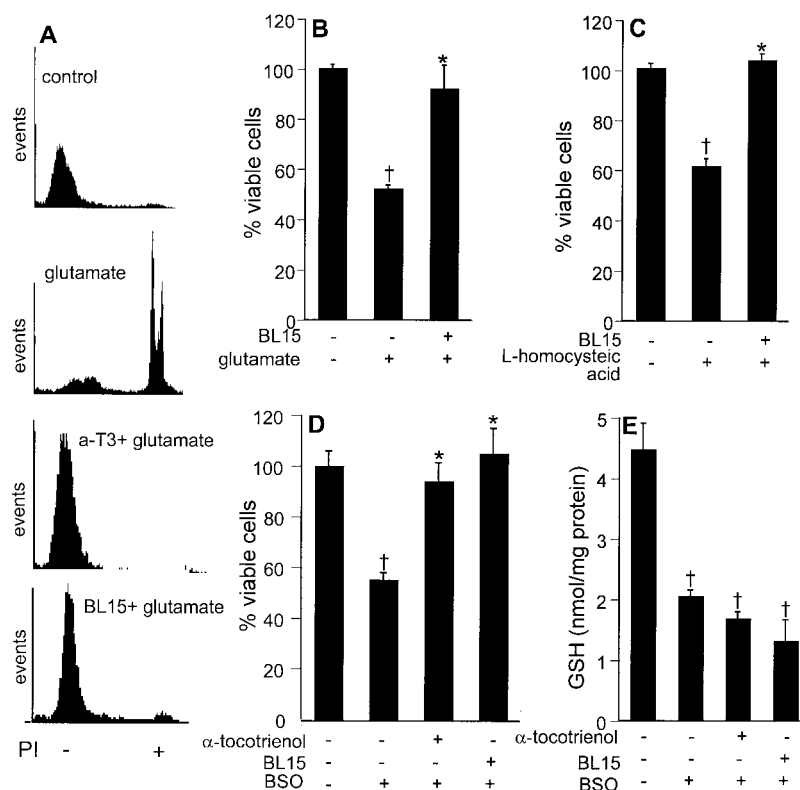 A
control
events
glutamate
events
a-T3+ glutamate
events
BL15+ glutamate
events
PI - +
B
120
100
80
60
40
20
0
% viable cells
†
*
BL15 - - +
glutamate - + +
C
120
100
80
60
40
20
0
% viable cells
†
*
BL15 - - +
L-homocysteic
acid - + +
D
120
100
80
60
40
20
0
% viable cells
†
*
*
α-tocotrienol - - + -
BL15 - - - +
BSO - + + +
E
5
4
3
2
1
0
GSH (nmol/mg protein)
†
†
†
α-tocotrienol - - + -
BL15 - - - +
BSO - + + +